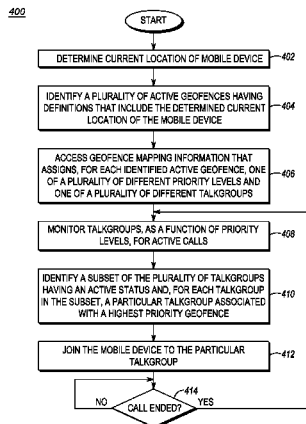 400
START
DETERMINE CURRENT LOCATION OF MOBILE DEVICE
402
IDENTIFY A PLURALITY OF ACTIVE GEOFENCES HAVING
DEFINITIONS THAT INCLUDE THE DETERMINED CURRENT
LOCATION OF THE MOBILE DEVICE
404
ACCESS GEOFENCE MAPPING INFORMATION THAT
ASSIGNS, FOR EACH IDENTIFIED ACTIVE GEOFENCE, ONE
OF A PLURALITY OF DIFFERENT PRIORITY LEVELS AND
ONE OF A PLURALITY OF DIFFERENT TALKGROUPS
406
MONITOR TALKGROUPS, AS A FUNCTION OF PRIORITY
LEVELS, FOR ACTIVE CALLS
408
IDENTIFY A SUBSET OF THE PLURALITY OF TALKGROUPS
HAVING AN ACTIVE STATUS AND, FOR EACH TALKGROUP
IN THE SUBSET, A PARTICULAR TALKGROUP ASSOCIATED
WITH A HIGHEST PRIORITY GEOFENCE
410
JOIN THE MOBILE DEVICE TO THE PARTICULAR
TALKGROUP
412
414
NO
CALL ENDED?
YES